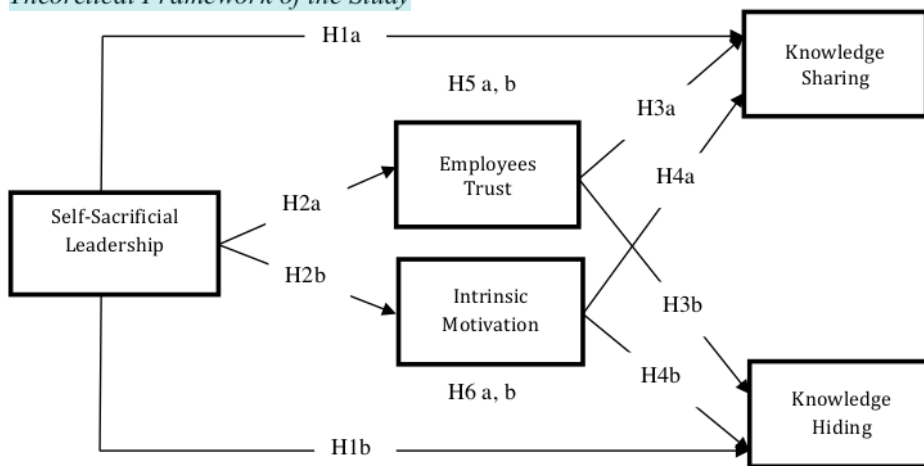 Theoretical Framework of the Study
H1a
Knowledge
Sharing
H5 a, b
H3a
Employees
Trust
H4a
Self-Sacrificial
Leadership
H2a
H2b
Intrinsic
Motivation
H3b
H4b
H6 a, b
Knowledge
Hiding
H1b